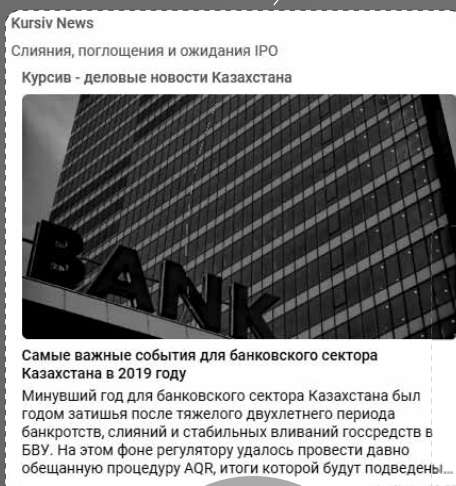 Kursiv News
Слияния, поглощения и ожидания IPO
Курсив - деловые новости Казахстана
BANK
Самые важные события для банковского сектора
Казахстана в 2019 году
Минувший год для банковского сектора Казахстана был
годом затишья после тяжелого двухлетнего периода
банкротств, слияний и стабильных вливаний госсредств в
БВУ. На этом фоне регулятору удалось провести давно
обещанную процедуру AQR, итоги которой будут подведены...